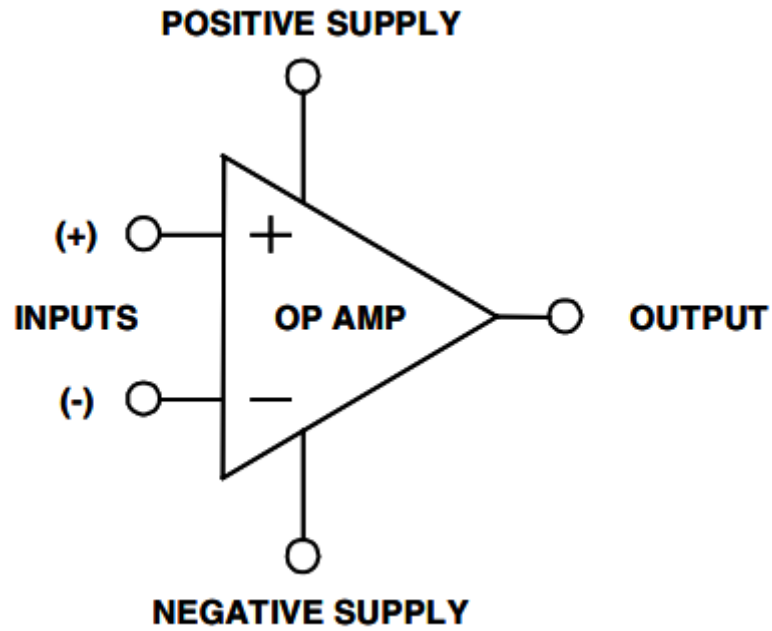 POSITIVE SUPPLY
(+)
+
INPUTS
OP AMP
OUTPUT
(-)
−
NEGATIVE SUPPLY